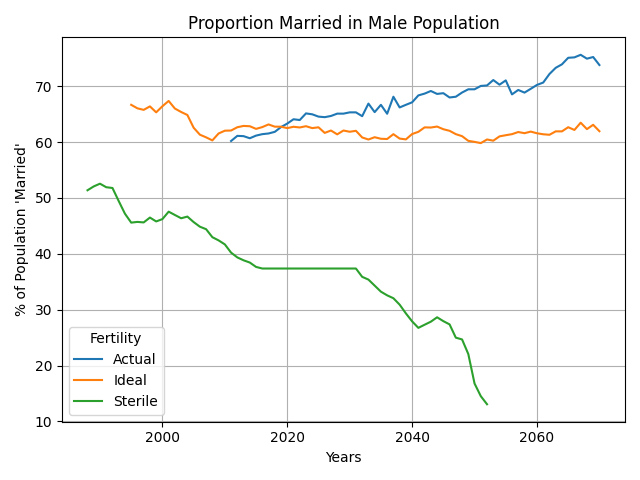 Proportion Married in Male Population
% of Population 'Married'
70
60
50
40
30
20
10
Fertility
Actual
Ideal
Sterile
2000 2020 2040 2060
Years